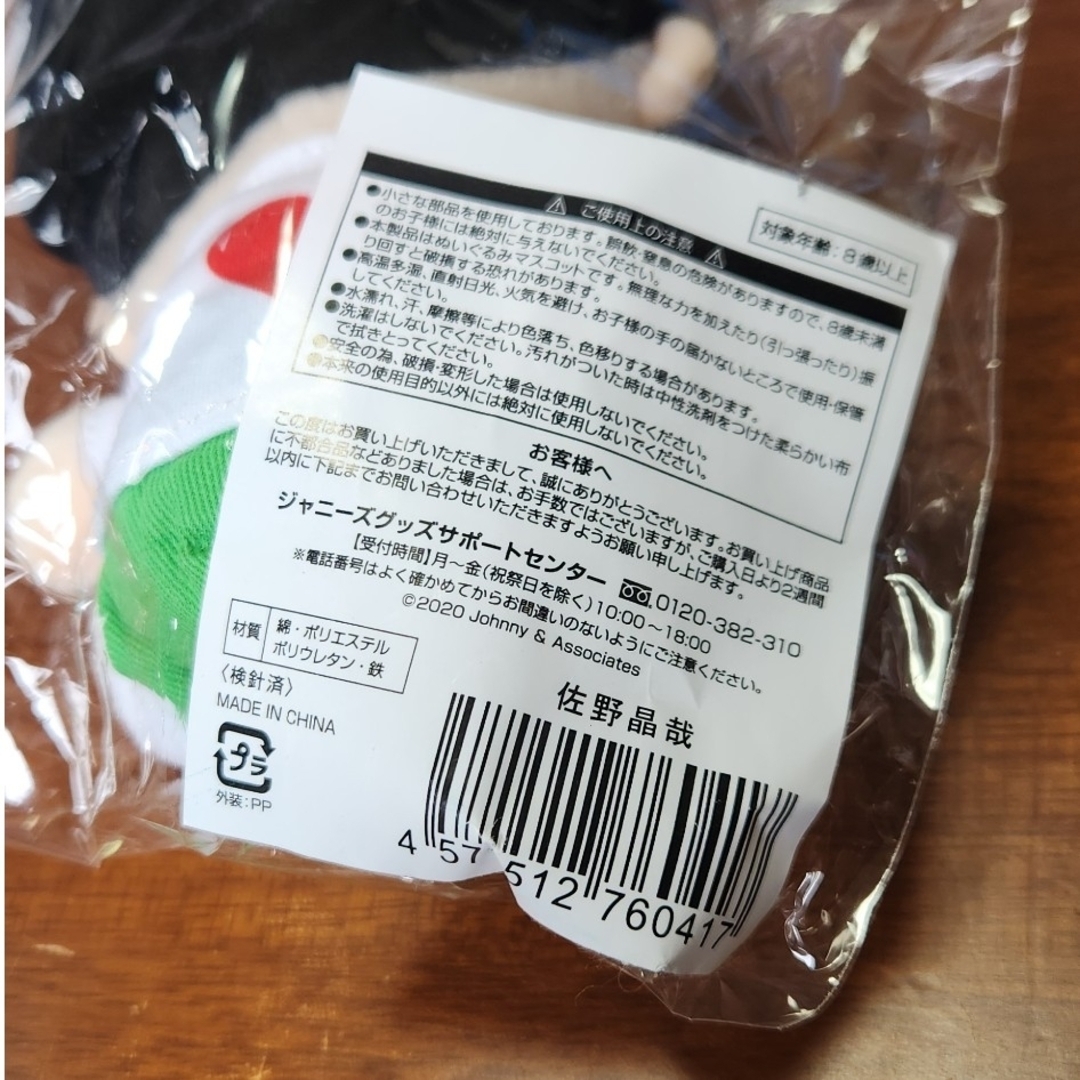 対象年齢:8歳以上
⚠ ご使用上の注意 ⚠
●小さな部品を使用しております。誤飲・窒息の危険がありますので、8歳未満
のお子様には絶対に与えないでください。
●本製品はぬいぐるみマスコットです。無理な力を加えたり(引っ張ったり)振
り回すと破損する恐れがあります。
●高温多湿、直射日光、火気を避け、お子様の手の届かないところで使用・保管
してください。
●水濡れ、汗、摩擦等により色落ち、色移りする場合があります。
●洗濯はしないでください。汚れがついた時は中性洗剤をつけた柔らかい布
で拭きとってください。
●安全の為、破損・変形した場合は使用しないでください。
●本来の使用目的以外には絶対に使用しないでください。
お客様へ
この度はお買い上げいただきまして、誠にありがとうございます。お買い上げ商品
に不都合品などありました場合は、お手数ではございますが、ご購入日より2週間
以内に下記までお問い合わせいただきますようお願い申し上げます。
ジャニーズグッズサポートセンター 0120-382-310
【受付時間】月〜金(祝祭日を除く)10:00〜18:00
※電話番号はよく確かめてからお間違いのないようにご注意ください。
©2020 Johnny & Associates
材質 綿・ポリエステル
ポリウレタン・鉄
〈検針済〉
MADE IN CHINA
プラ
外装:PP
佐野晶哉
4 57 512 760417